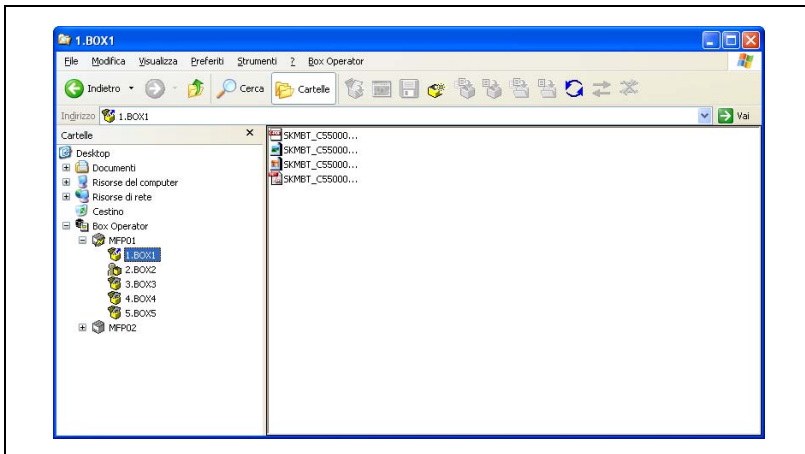 1.BOX1
File Modifica Visualizza Preferiti Strumenti ? Box Operator
Indietro Cerca Cartelle
Indirizzo 1.BOX1 Vai
Cartelle
Desktop
Documenti
Risorse del computer
Risorse di rete
Cestino
Box Operator
MFP01
1.BOX1
2.BOX2
3.BOX3
4.BOX4
5.BOX5
MFP02
SKMBT_C55000...
SKMBT_C55000...
SKMBT_C55000...
SKMBT_C55000...